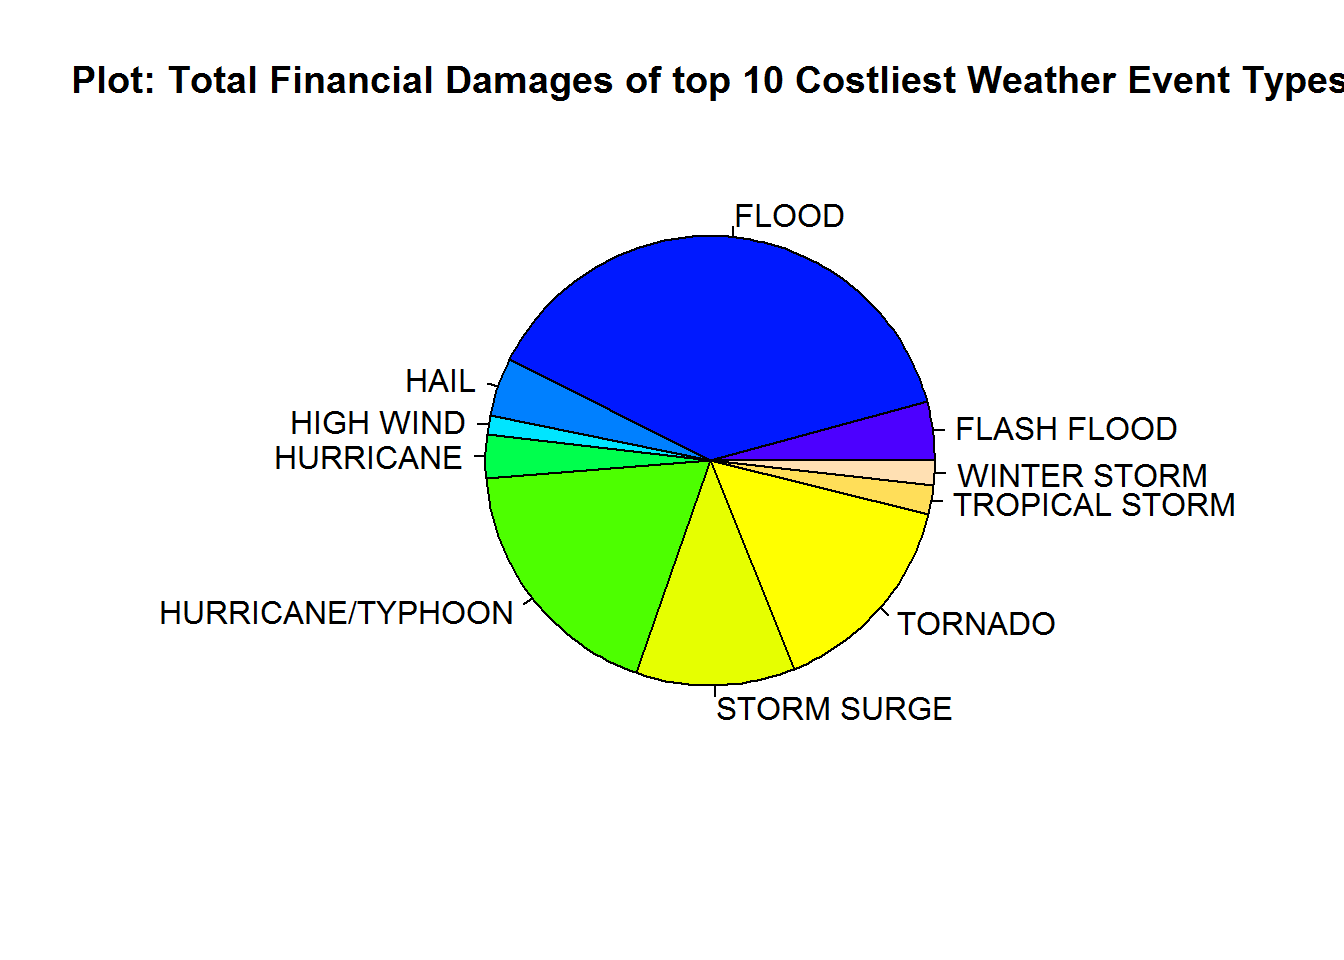 Plot: Total Financial Damages of top 10 Costliest Weather Event Types
FLOOD
HAIL
HIGH WIND
FLASH FLOOD
HURRICANE
WINTER STORM
TROPICAL STORM
HURRICANE/TYPHOON
TORNADO
STORM SURGE